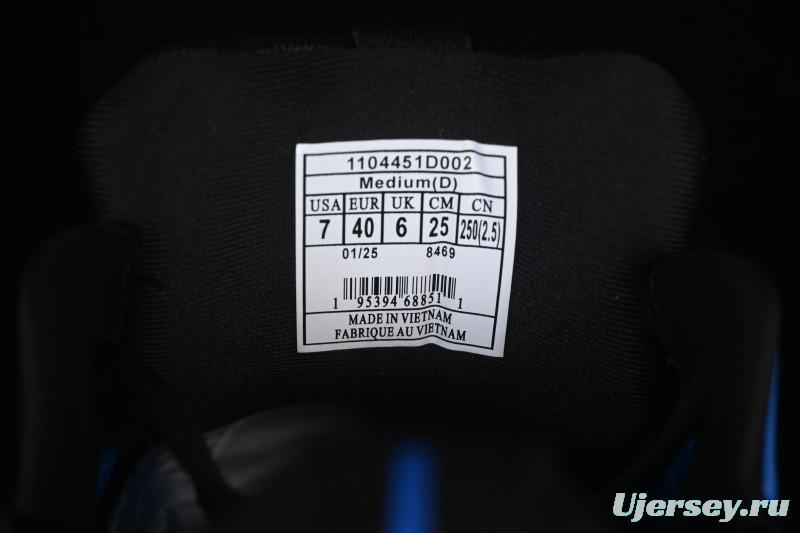 1104451D002
Medium(D)
USA EUR UK CM CN
7 40 6 25 250(2.5)
01/25 8469
1 95394 68851 1
MADE IN VIETNAM
FABRIQUE AU VIETNAM
Ujersey.ru